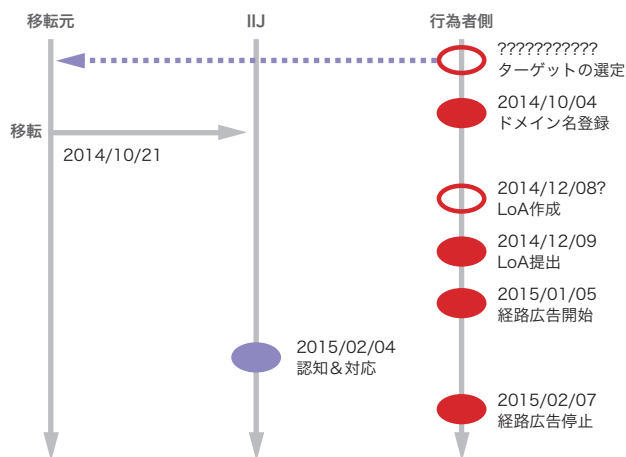 移転元
IIJ
行為者側
???????????
ターゲットの選定
2014/10/04
ドメイン名登録
移転
2014/10/21
2014/12/08?
LoA作成
2014/12/09
LoA提出
2015/01/05
経路広告開始
2015/02/04
認知＆対応
2015/02/07
経路広告停止